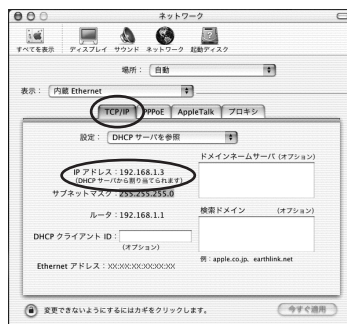 ネットワーク
すべてを表示 ディスプレイ サウンド ネットワーク 起動ディスク
場所： 自動
表示： 内蔵 Ethernet
TCP/IP PPPoE AppleTalk プロキシ
設定： DHCP サーバを参照
ドメインネームサーバ (オプション)
IP アドレス：192.168.1.3
(DHCP サーバから割り当てられます)
サブネットマスク：255.255.255.0
ルータ：192.168.1.1
検索ドメイン (オプション)
DHCP クライアント ID：
(オプション)
例：apple.co.jp, earthlink.net
Ethernet アドレス：XX:XX:XX:XX:XX:XX
変更できないようにするにはカギをクリックします。
今すぐ適用